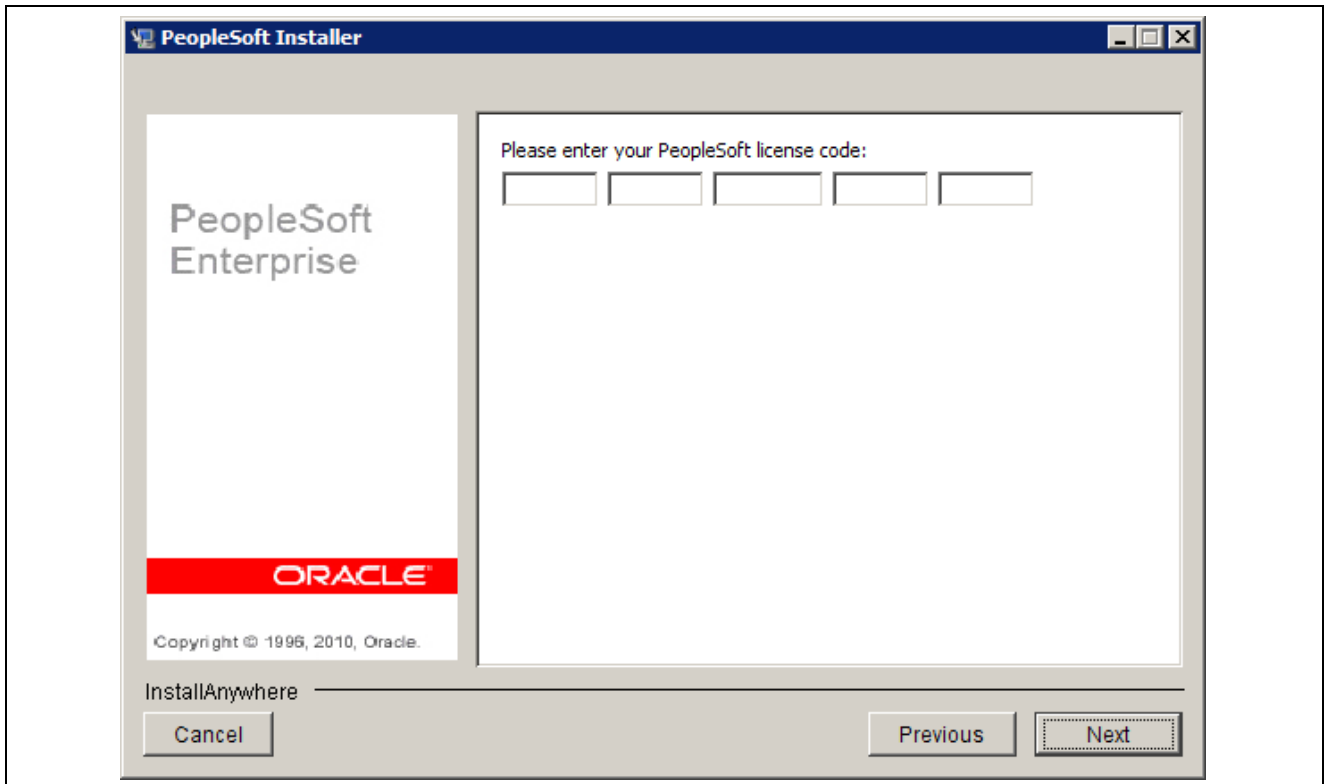 PeopleSoft Installer
Please enter your PeopleSoft license code:
PeopleSoft
Enterprise
ORACLE
Copyright © 1996, 2010, Oracle.
InstallAnywhere
Cancel
Previous
Next